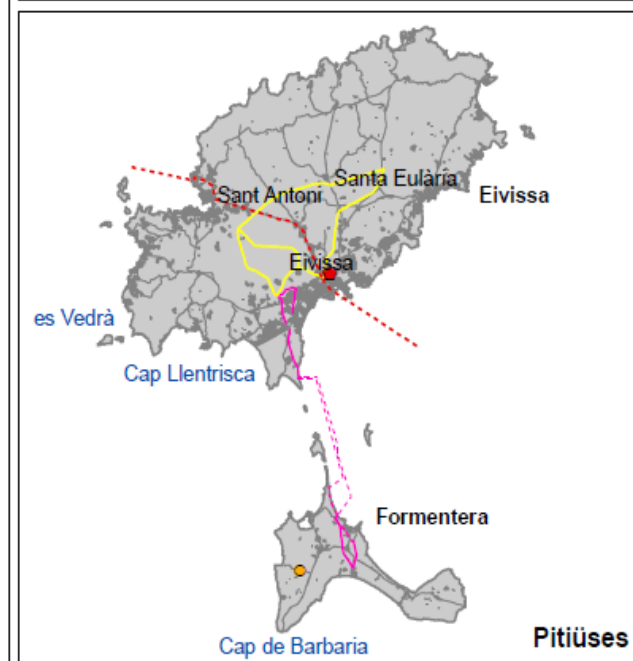 Santa Eulària
Sant Antoni
Eivissa
Eivissa
es Vedrà
Cap Llentrisca
Formentera
Cap de Barbaria
Pitiüses